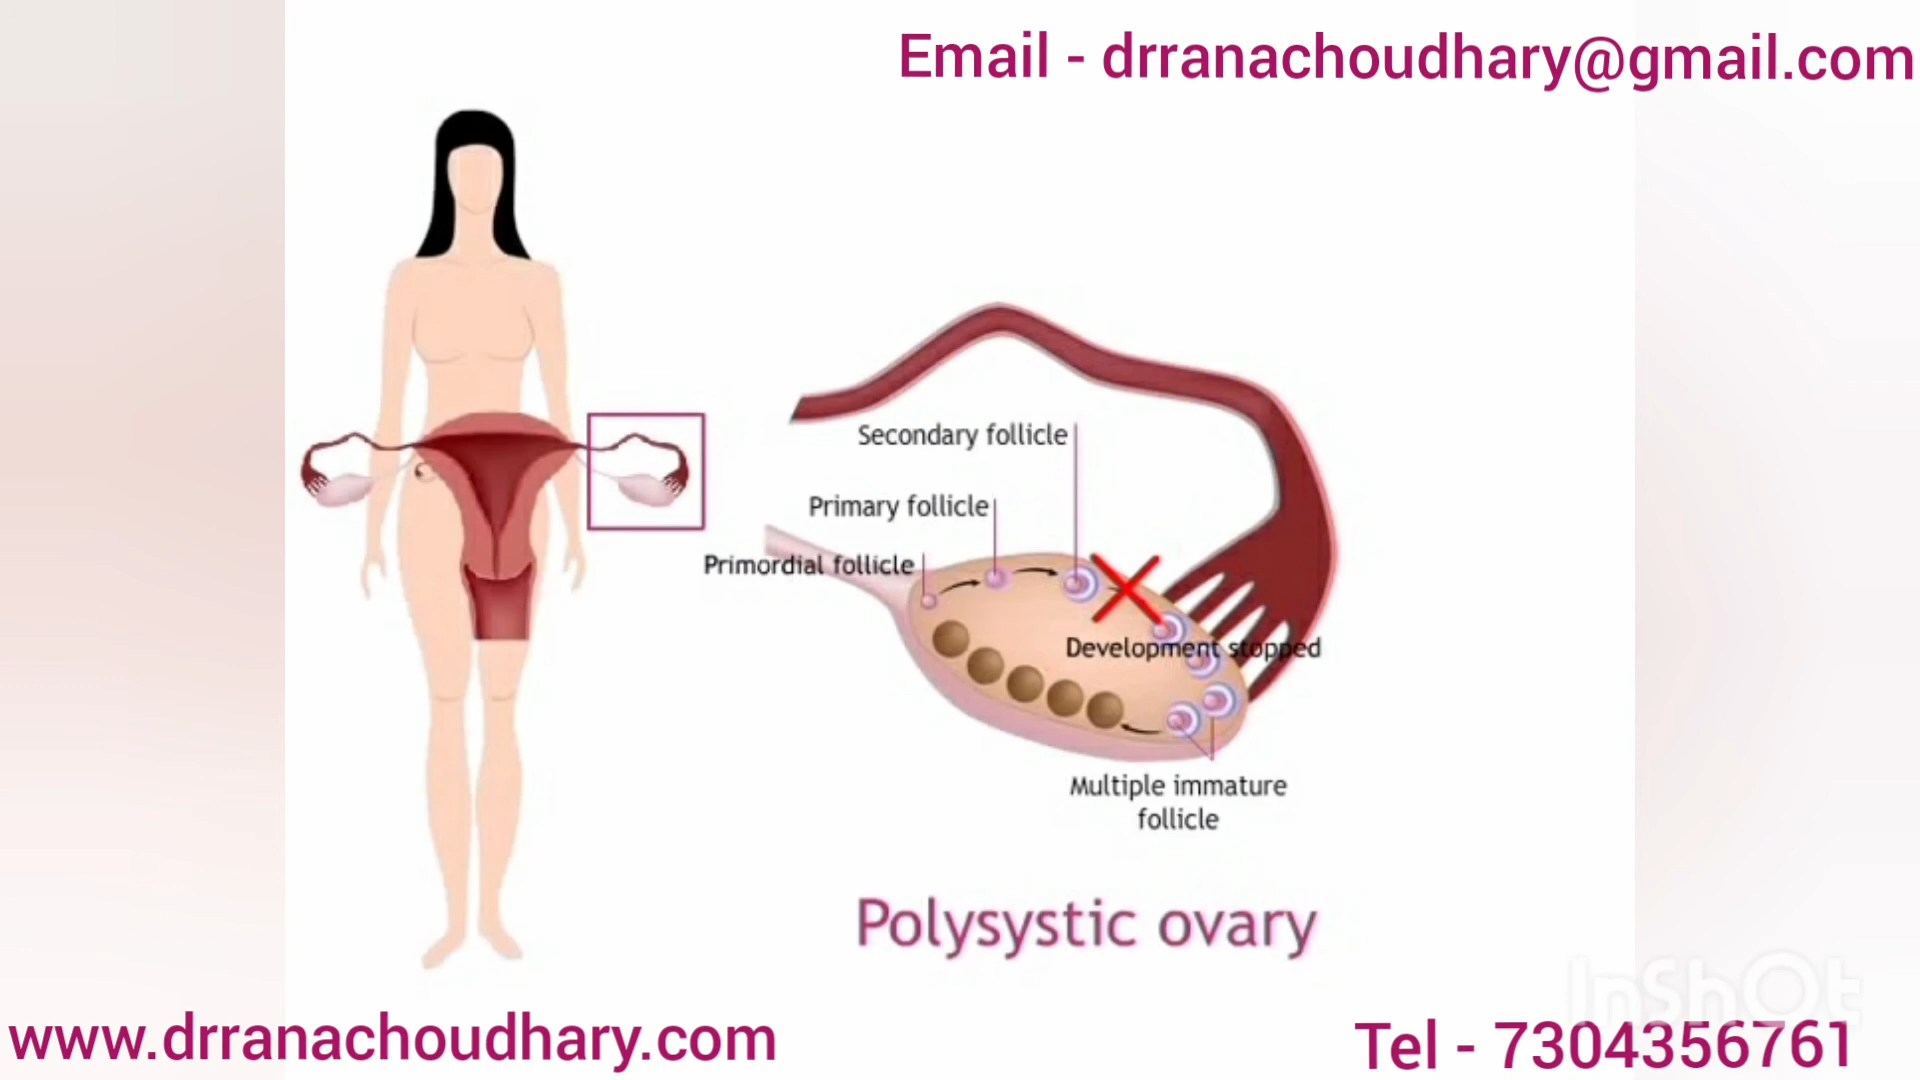 Email - drranachoudhary@gmail.com
Secondary follicle
Primary follicle
Primordial follicle
Development stopped
Multiple immature
follicle
Polysystic ovary
InShOt
www.drranachoudhary.com
Tel - 7304356761